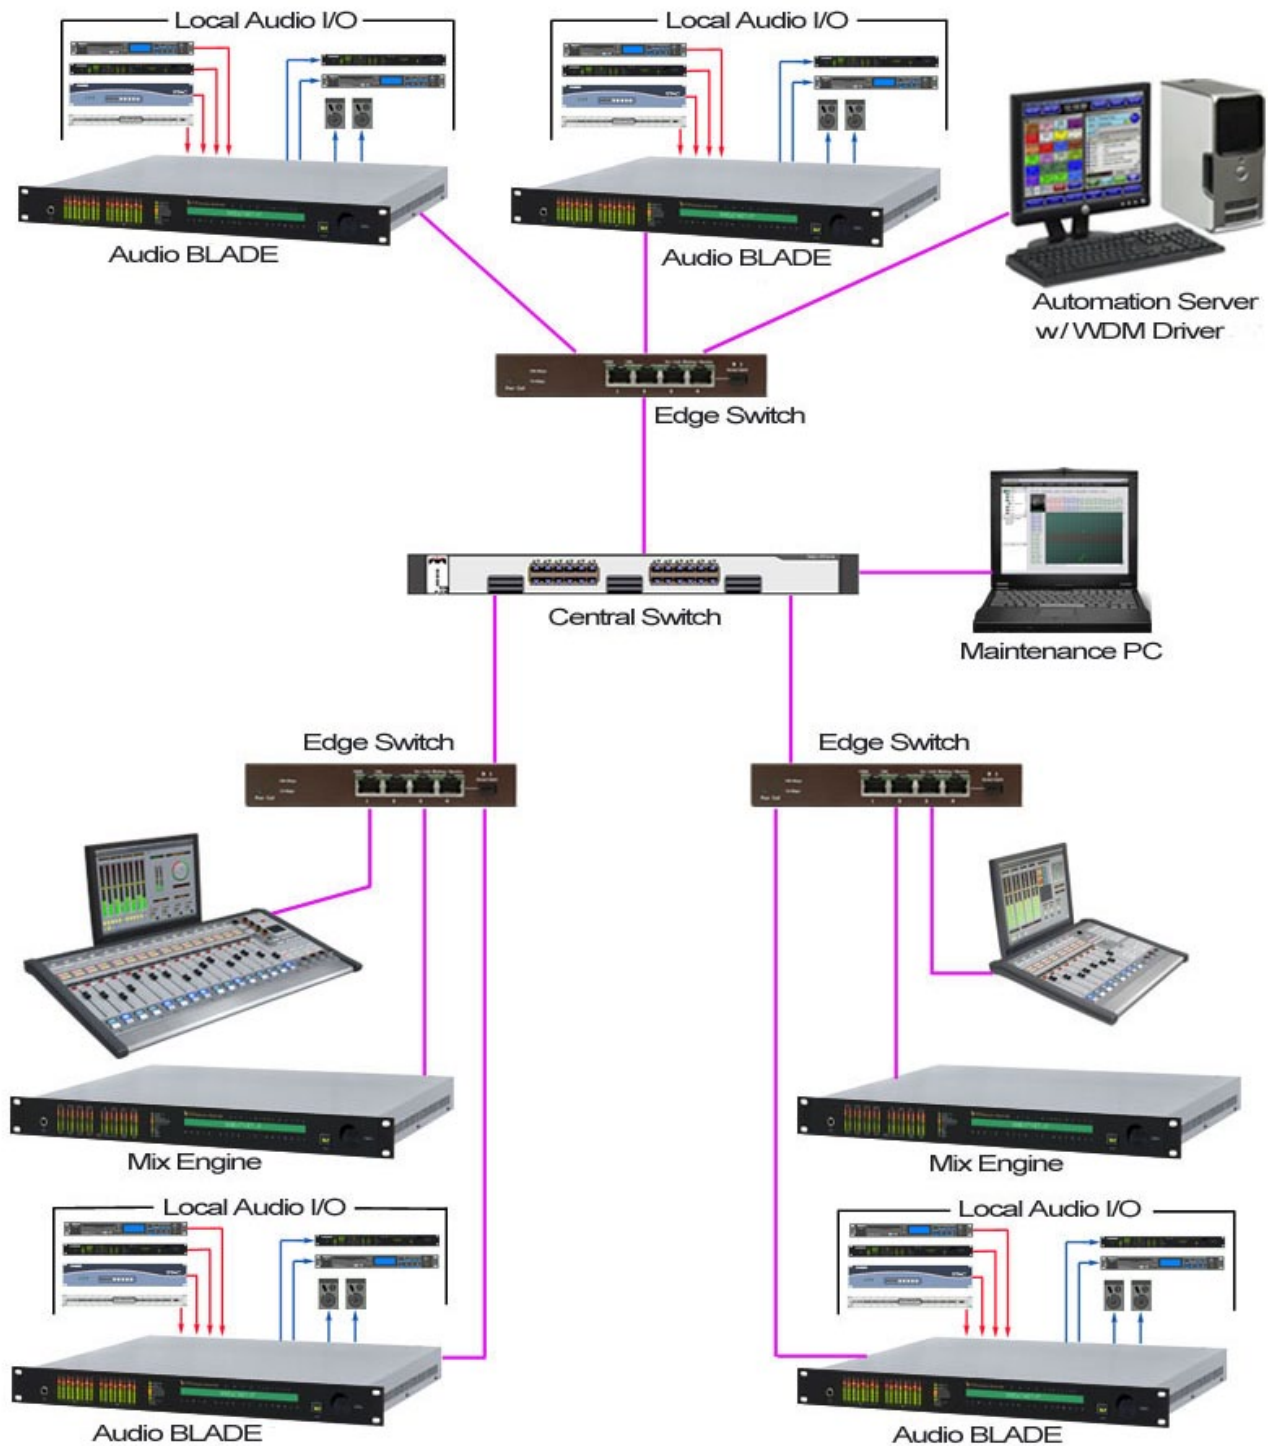 Local Audio I/O
Local Audio I/O
Audio BLADE
Audio BLADE
Automation Server
w/ WDM Driver
Edge Switch
Central Switch
Maintenance PC
Edge Switch
Edge Switch
Mix Engine
Mix Engine
Local Audio I/O
Local Audio I/O
Audio BLADE
Audio BLADE